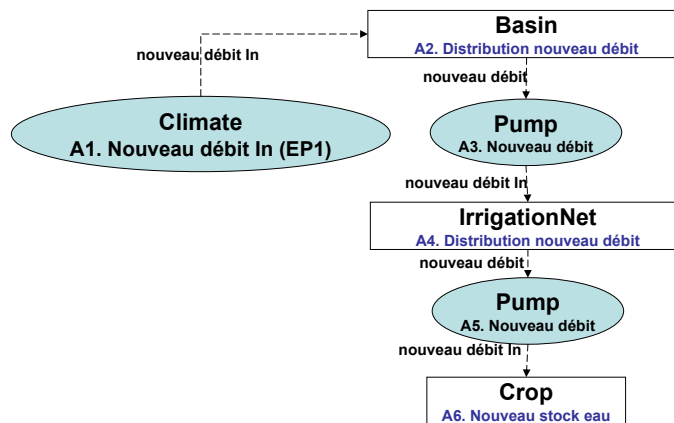 Basin
A2. Distribution nouveau débit
nouveau débit In
nouveau débit
Climate
A1. Nouveau débit In (EP1)
Pump
A3. Nouveau débit
nouveau débit In
IrrigationNet
A4. Distribution nouveau débit
nouveau débit
Pump
A5. Nouveau débit
nouveau débit In
Crop
A6. Nouveau stock eau